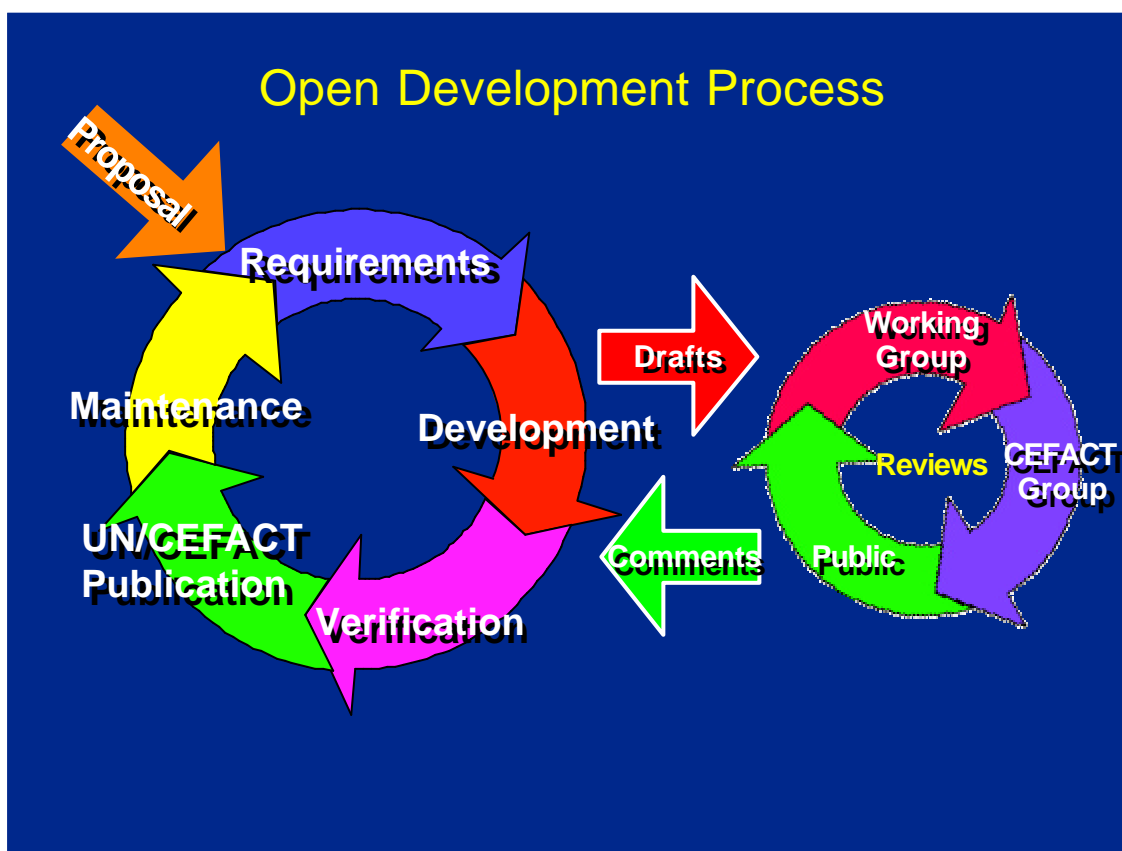 Open Development Process
Proposal
Requirements
Development
Verification
UN/CEFACT
Publication
Maintenance
Drafts
Comments
Working
Group
CEFACT
Group
Public
Reviews